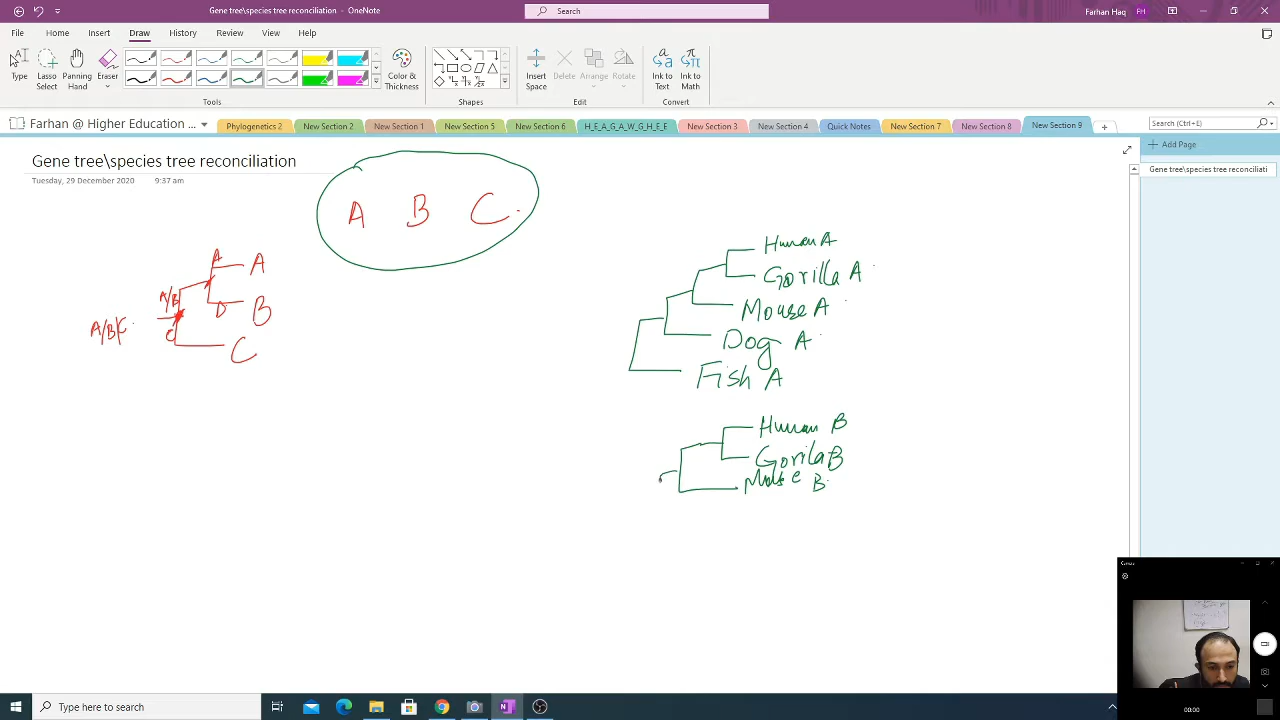 Gene tree\species tree reconciliation - OneNote
Search
Farhan Haq
FH
File Home Insert Draw History Review View Help
Type
Lasso Select
Panning Hand
Eraser
Color & Thickness
Insert Space
Delete
Arrange
Rotate
Ink to Text
Ink to Math
Tools
Shapes
Edit
Convert
Farhan @ Higher Education ...
Phylogenetics 2
New Section 2
New Section 1
New Section 5
New Section 6
H_E_A_G_A_W_G_H_E_E
New Section 3
New Section 4
Quick Notes
New Section 7
New Section 8
New Section 9
Search (Ctrl+E)
Add Page
Gene tree\species tree reconciliati
Gene tree\species tree reconciliation
Tuesday, 29 December 2020 9:37 am
A B C
A
A
A/B
D
B
A/B/C
C
C
Human A
Gorilla A
Mouse A
Dog A
Fish A
Human B
Gorila B
Mouse B
00:00
Type here to search